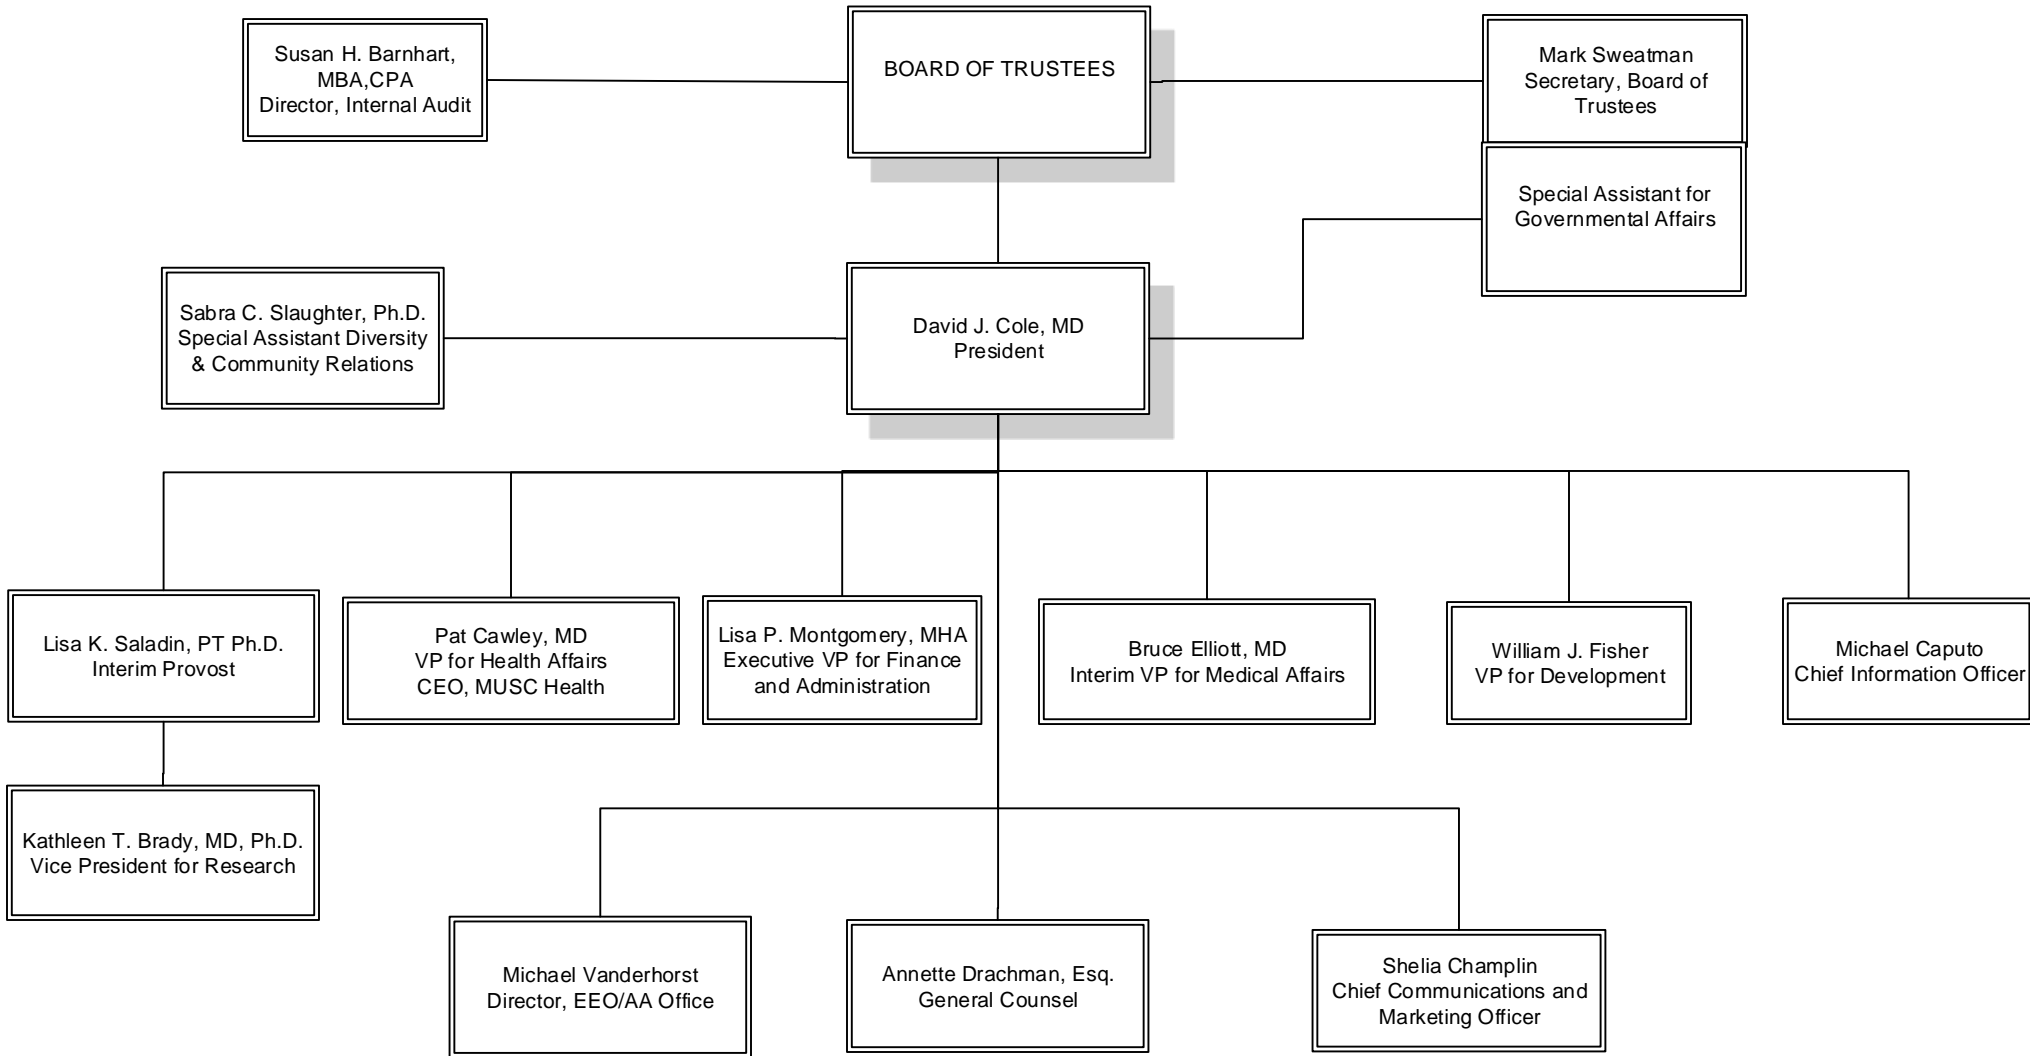 Susan H. Barnhart,
MBA,CPA
Director, Internal Audit
BOARD OF TRUSTEES
Mark Sweatman
Secretary, Board of
Trustees
Special Assistant for
Governmental Affairs
Sabra C. Slaughter, Ph.D.
Special Assistant Diversity
& Community Relations
David J. Cole, MD
President
Lisa K. Saladin, PT Ph.D.
Interim Provost
Pat Cawley, MD
VP for Health Affairs
CEO, MUSC Health
Lisa P. Montgomery, MHA
Executive VP for Finance
and Administration
Bruce Elliott, MD
Interim VP for Medical Affairs
William J. Fisher
VP for Development
Michael Caputo
Chief Information Officer
Kathleen T. Brady, MD, Ph.D.
Vice President for Research
Michael Vanderhorst
Director, EEO/AA Office
Annette Drachman, Esq.
General Counsel
Shelia Champlin
Chief Communications and
Marketing Officer